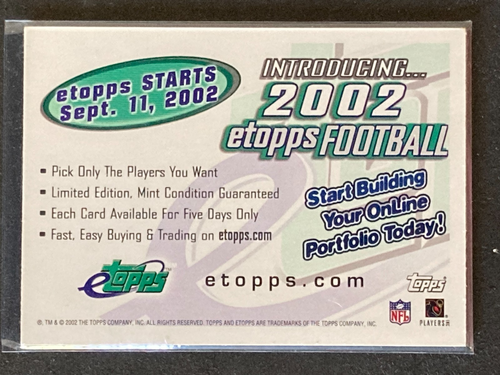 etopps STARTS
Sept. 11, 2002
INTRODUCING...
2002
etopps FOOTBALL
▪ Pick Only The Players You Want
▪ Limited Edition, Mint Condition Guaranteed
▪ Each Card Available For Five Days Only
▪ Fast, Easy Buying & Trading on etopps.com
Start Building
Your OnLine
Portfolio Today!
etopps
etopps.com
Topps
NFL
PLAYERS
®, TM & © 2002 THE TOPPS COMPANY, INC. ALL RIGHTS RESERVED. TOPPS AND ETOPPS ARE TRADEMARKS OF THE TOPPS COMPANY, INC.